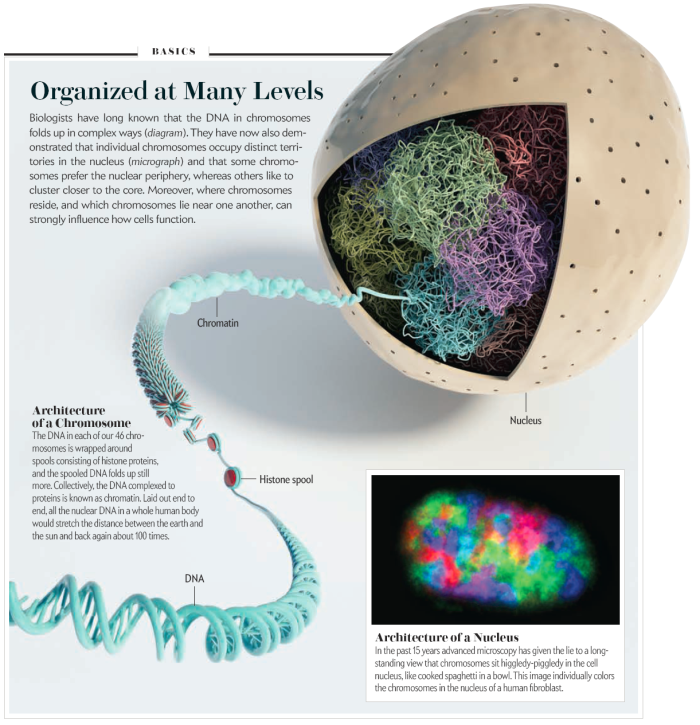 BASICS
Organized at Many Levels
Biologists have long known that the DNA in chromosomes
folds up in complex ways (diagram). They have now also dem-
onstrated that individual chromosomes occupy distinct terri-
tories in the nucleus (micrograph) and that some chromo-
somes prefer the nuclear periphery, whereas others like to
cluster closer to the core. Moreover, where chromosomes
reside, and which chromosomes lie near one another, can
strongly influence how cells function.
Chromatin
Nucleus
Architecture
of a Chromosome
The DNA in each of our 46 chro-
mosomes is wrapped around
spools consisting of histone proteins,
and the spooled DNA folds up still
more. Collectively, the DNA complexed to
proteins is known as chromatin. Laid out end to
end, all the nuclear DNA in a whole human body
would stretch the distance between the earth and
the sun and back again about 100 times.
Histone spool
DNA
Architecture of a Nucleus
In the past 15 years advanced microscopy has given the lie to a long-
standing view that chromosomes sit higgledy-piggledy in the cell
nucleus, like cooked spaghetti in a bowl. This image individually colors
the chromosomes in the nucleus of a human fibroblast.